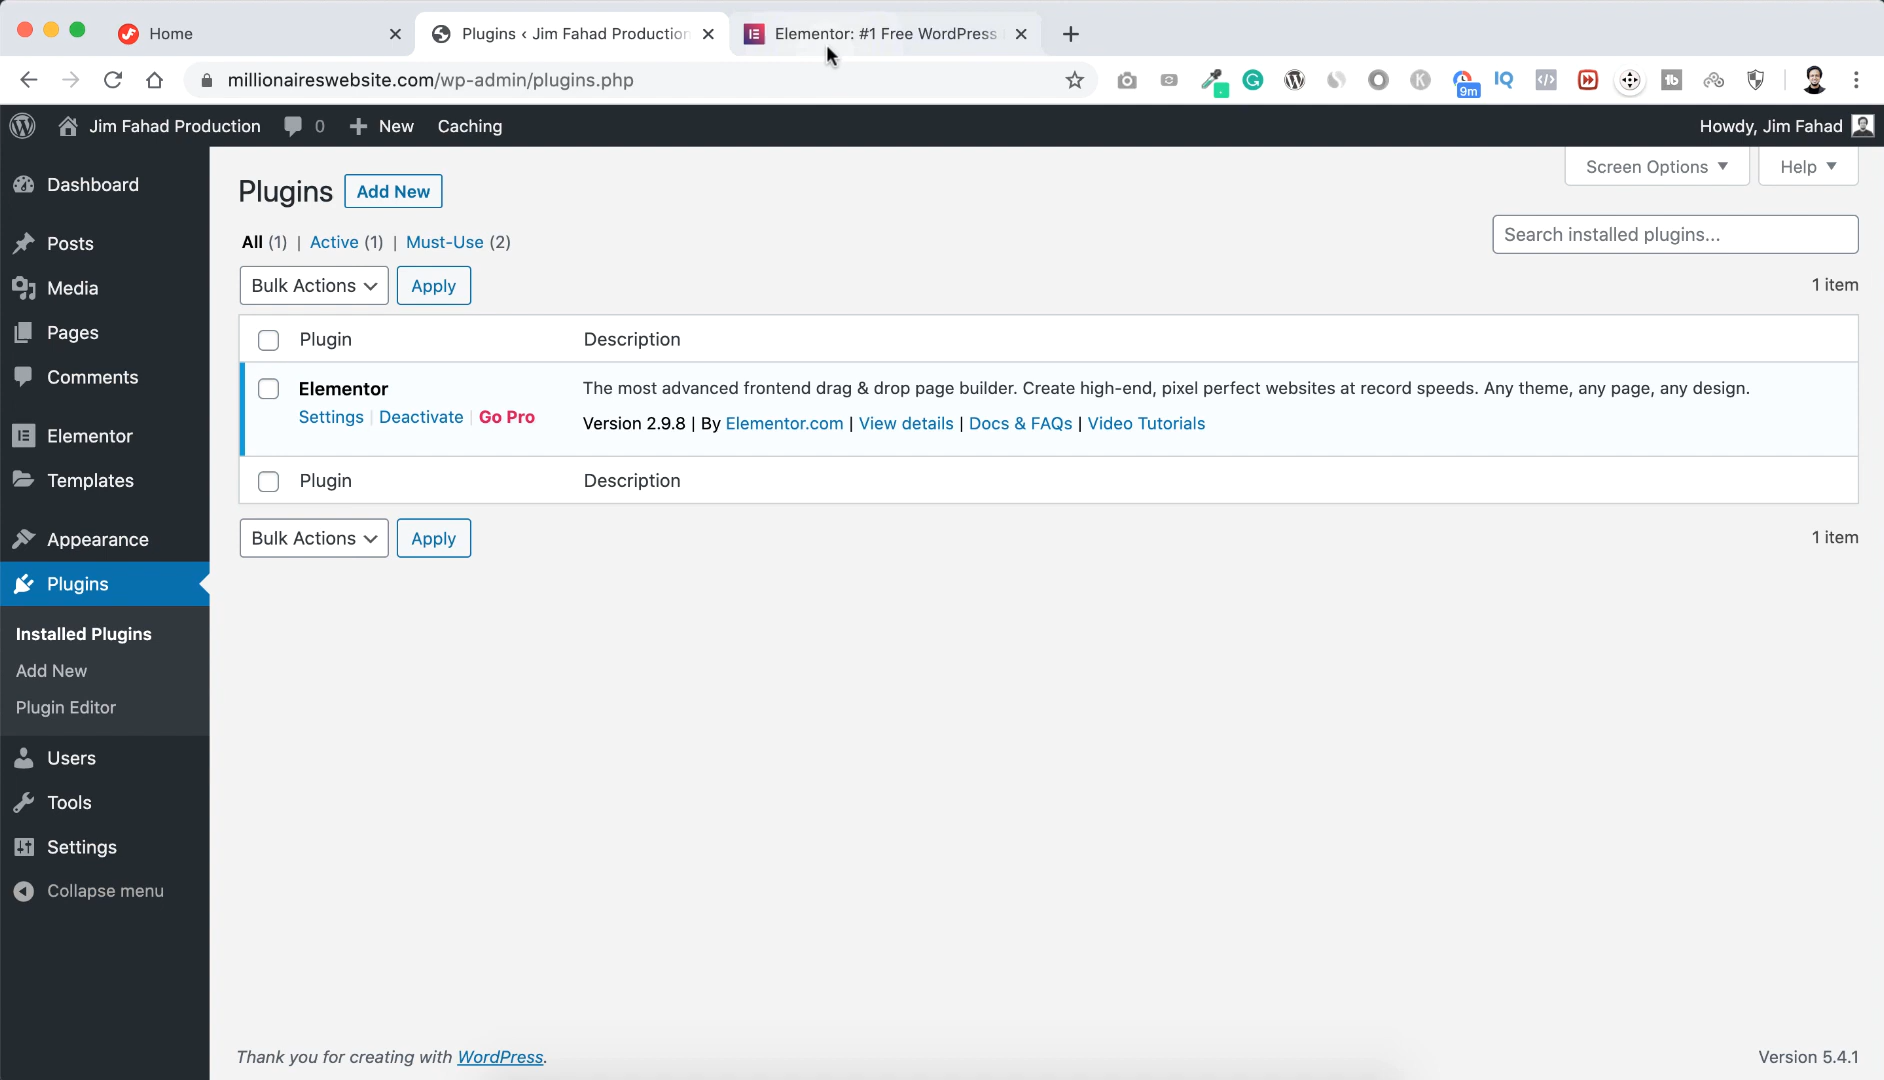 Home
Plugins ‹ Jim Fahad Production
Elementor: #1 Free WordPress
millionaireswebsite.com/wp-admin/plugins.php
9m
IQ
K
tb
Jim Fahad Production
0
New
Caching
Howdy, Jim Fahad
Dashboard
Posts
Media
Pages
Comments
Elementor
Templates
Appearance
Plugins
Installed Plugins
Add New
Plugin Editor
Users
Tools
Settings
Collapse menu
Screen Options
Help
Plugins
Add New
All (1) | Active (1) | Must-Use (2)
Search installed plugins...
Bulk Actions
Apply
1 item
Plugin
Description
Elementor
Settings | Deactivate | Go Pro
The most advanced frontend drag & drop page builder. Create high-end, pixel perfect websites at record speeds. Any theme, any page, any design.
Version 2.9.8 | By Elementor.com | View details | Docs & FAQs | Video Tutorials
Plugin
Description
Bulk Actions
Apply
1 item
Thank you for creating with WordPress.
Version 5.4.1